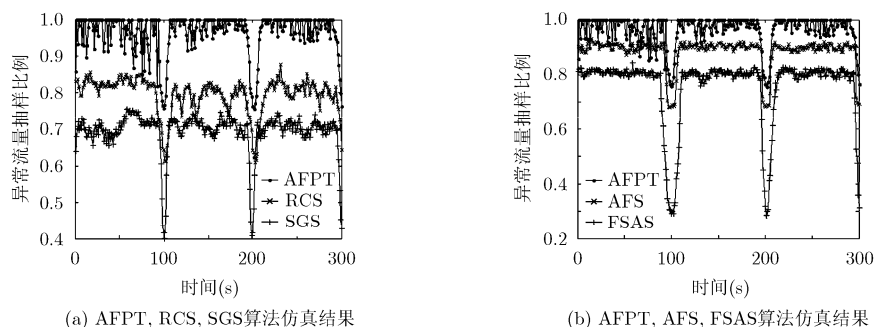 异常流量抽样比例
1.0
0.9
0.8
0.7
0.6
0.5
0.4
AFPT
RCS
SGS
0
100
200
300
时间(s)
(a) AFPT, RCS, SGS算法仿真结果
异常流量抽样比例
1.0
0.8
0.6
0.4
0.2
AFPT
AFS
FSAS
0
100
200
300
时间(s)
(b) AFPT, AFS, FSAS算法仿真结果